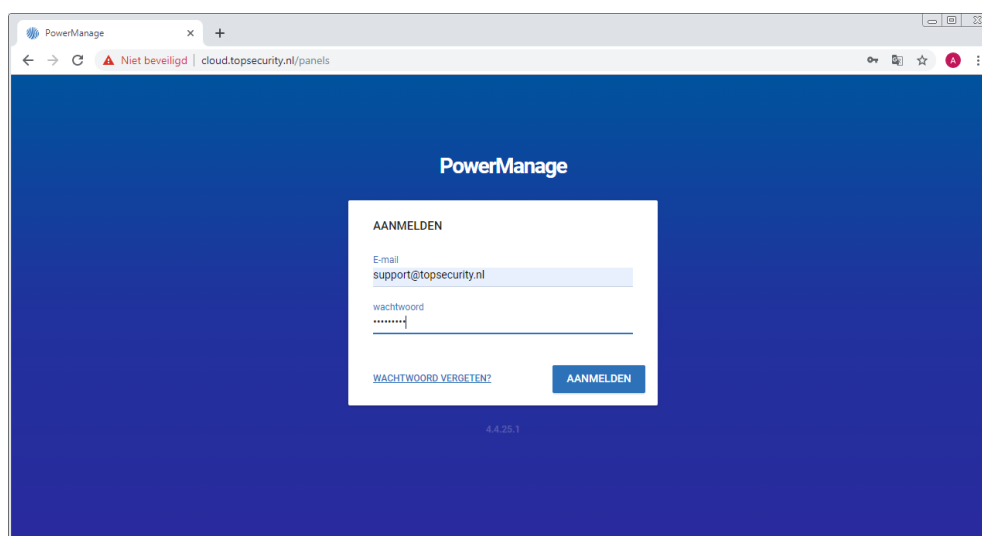 PowerManage
Niet beveiligd | cloud.topsecurity.nl/panels
A
PowerManage
AANMELDEN
E-mail
support@topsecurity.nl
wachtwoord
•••••••••
WACHTWOORD VERGETEN?
AANMELDEN
4.4.25.1